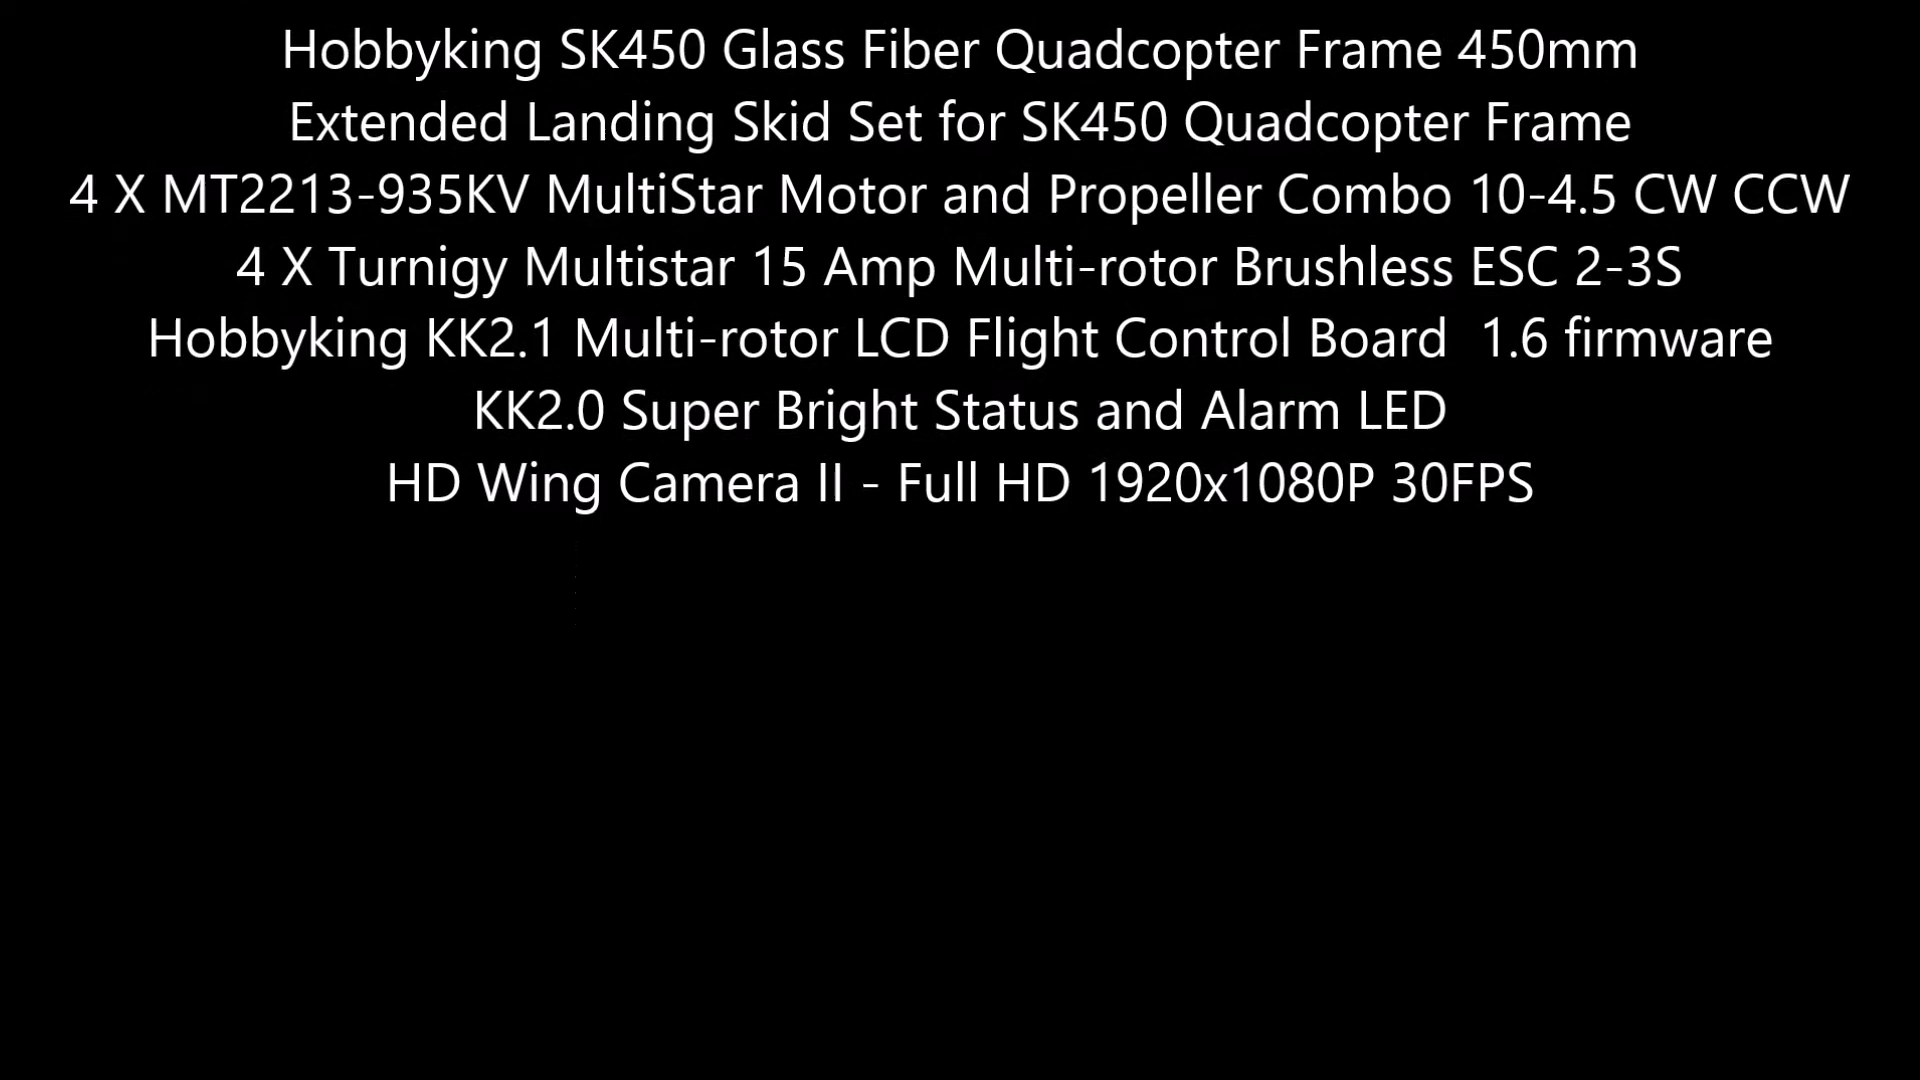 Hobbyking SK450 Glass Fiber Quadcopter Frame 450mm
Extended Landing Skid Set for SK450 Quadcopter Frame
4 X MT2213-935KV MultiStar Motor and Propeller Combo 10-4.5 CW CCW
4 X Turnigy Multistar 15 Amp Multi-rotor Brushless ESC 2-3S
Hobbyking KK2.1 Multi-rotor LCD Flight Control Board  1.6 firmware
KK2.0 Super Bright Status and Alarm LED
HD Wing Camera II - Full HD 1920x1080P 30FPS